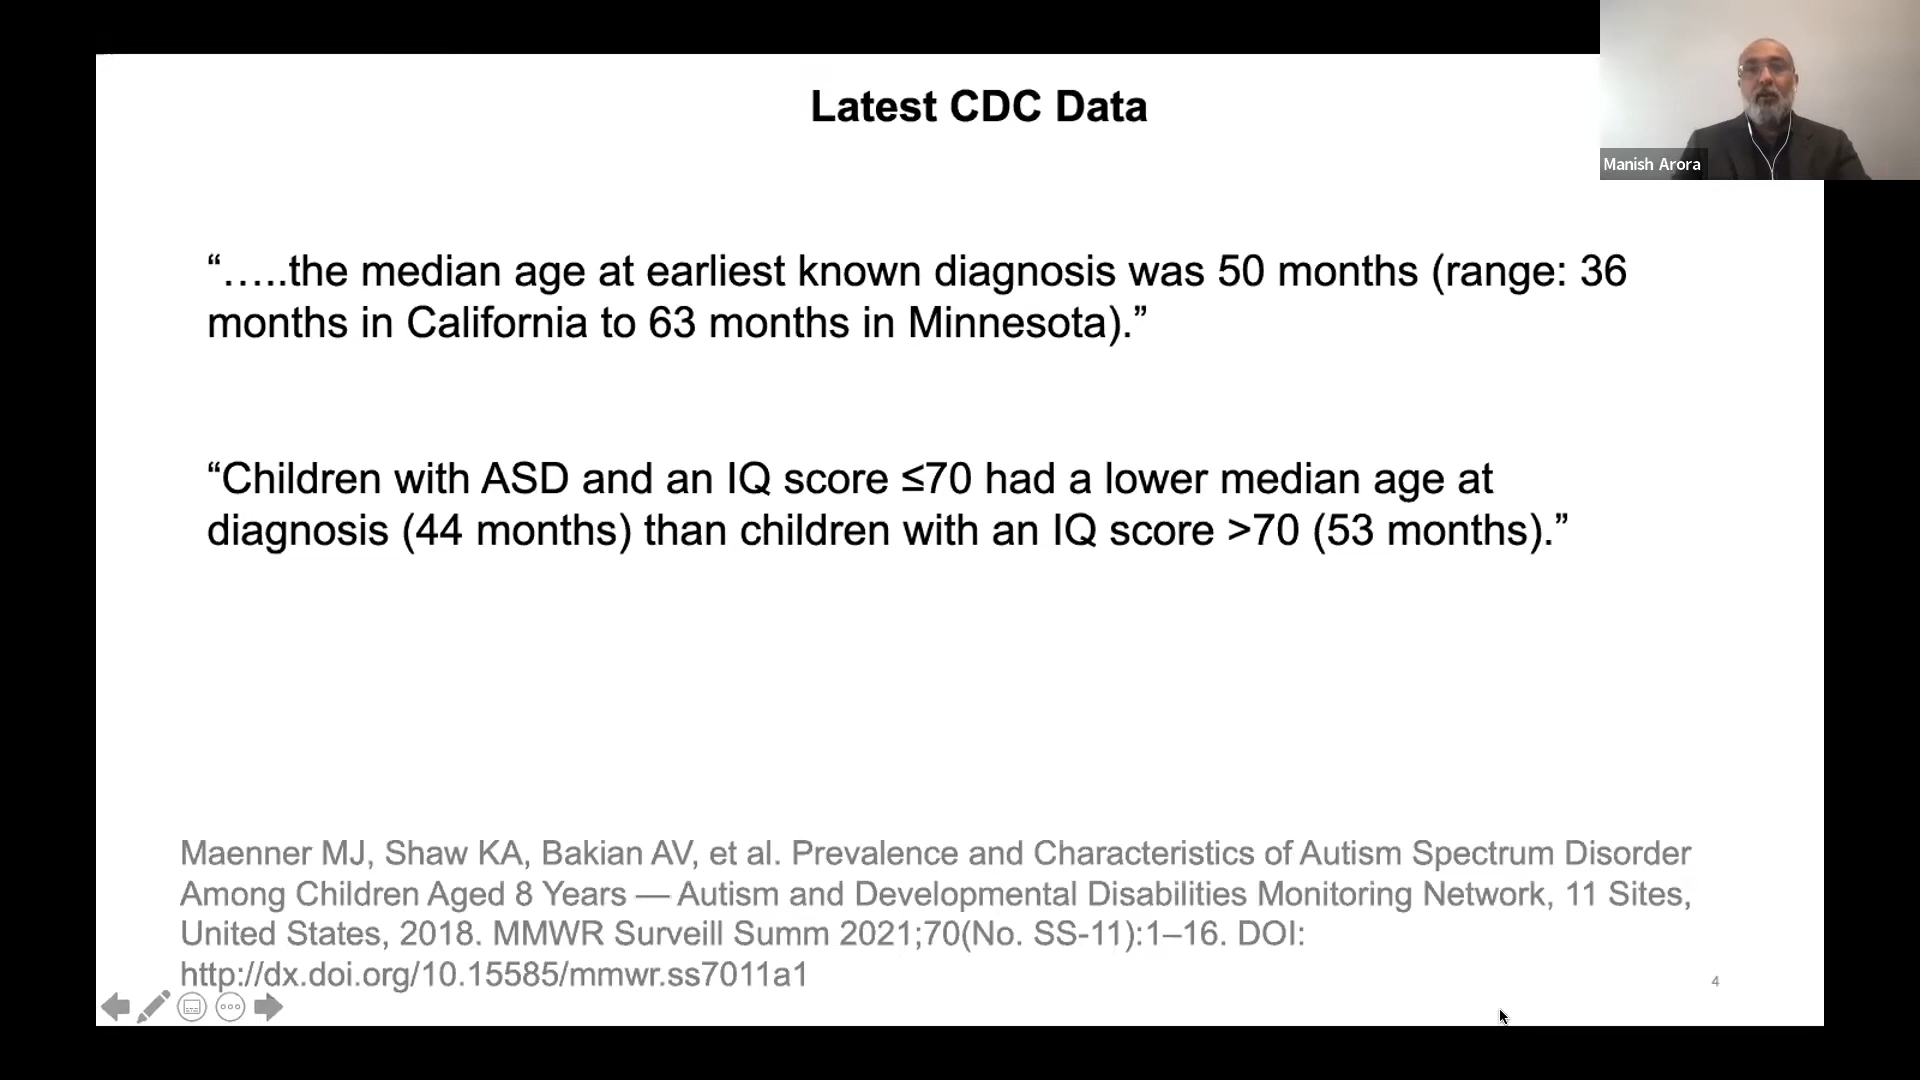 Latest CDC Data
Manish Arora
“…..the median age at earliest known diagnosis was 50 months (range: 36
months in California to 63 months in Minnesota).”
“Children with ASD and an IQ score ≤70 had a lower median age at
diagnosis (44 months) than children with an IQ score >70 (53 months).”
Maenner MJ, Shaw KA, Bakian AV, et al. Prevalence and Characteristics of Autism Spectrum Disorder
Among Children Aged 8 Years — Autism and Developmental Disabilities Monitoring Network, 11 Sites,
United States, 2018. MMWR Surveill Summ 2021;70(No. SS-11):1–16. DOI:
http://dx.doi.org/10.15585/mmwr.ss7011a1
4